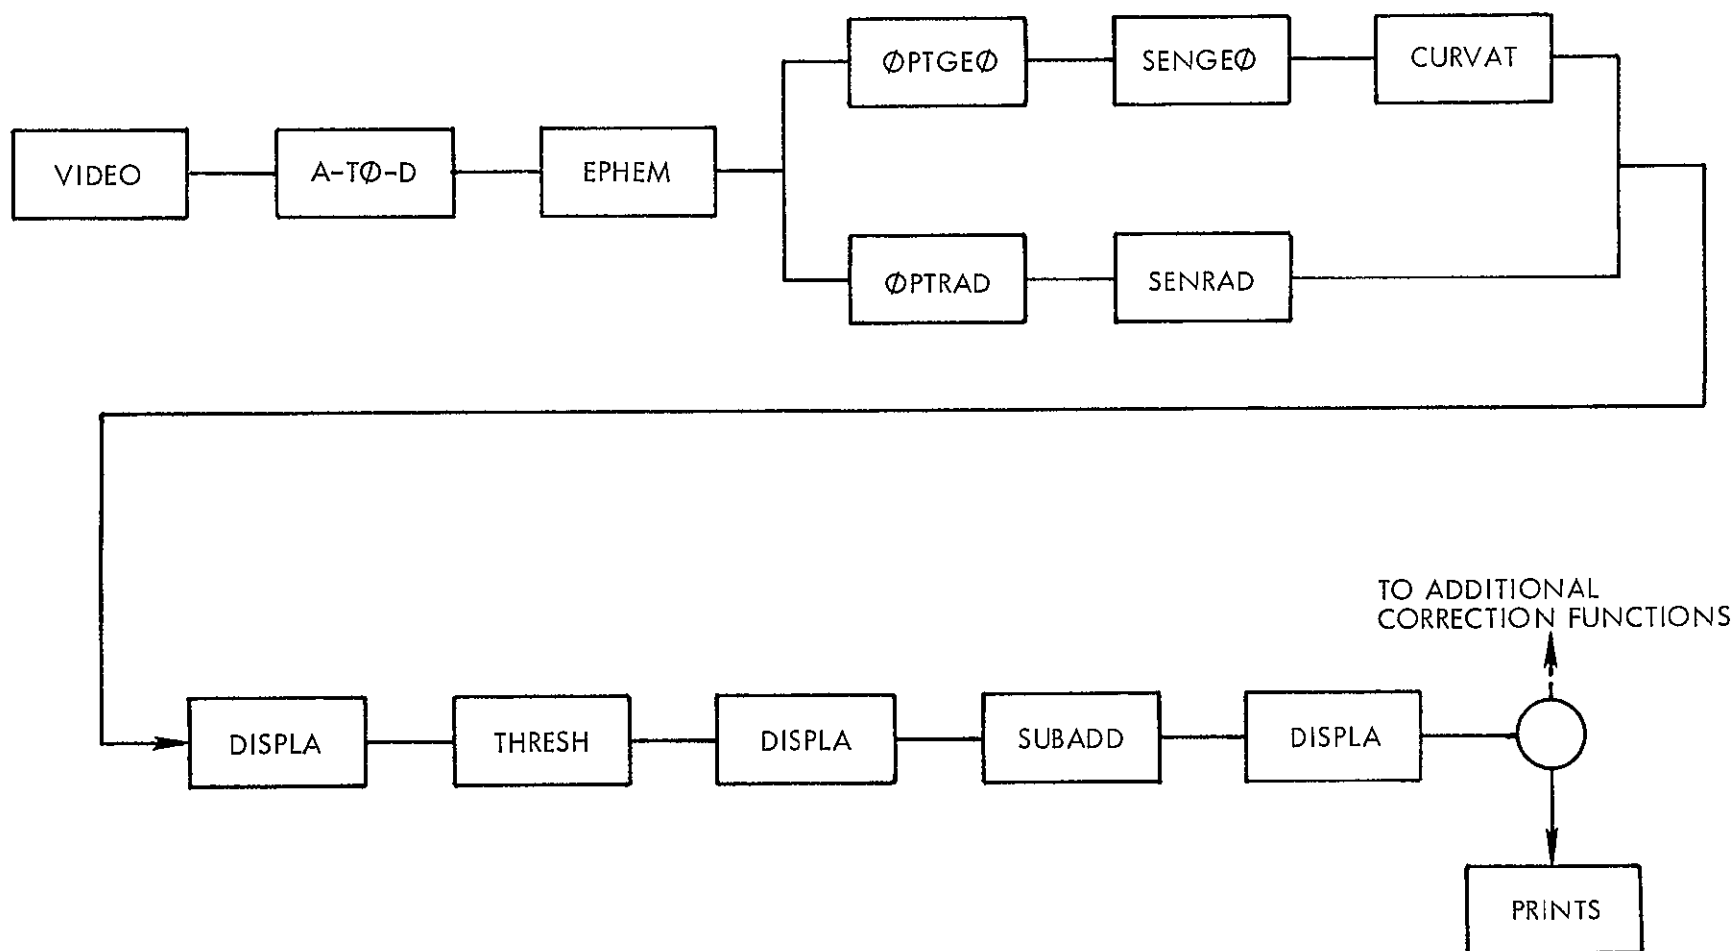 VIDEO
A-TØ-D
EPHEM
ØPTGEØ
SENGEØ
CURVAT
ØPTRAD
SENRAD
TO ADDITIONAL
CORRECTION FUNCTIONS
DISPLA
THRESH
DISPLA
SUBADD
DISPLA
PRINTS